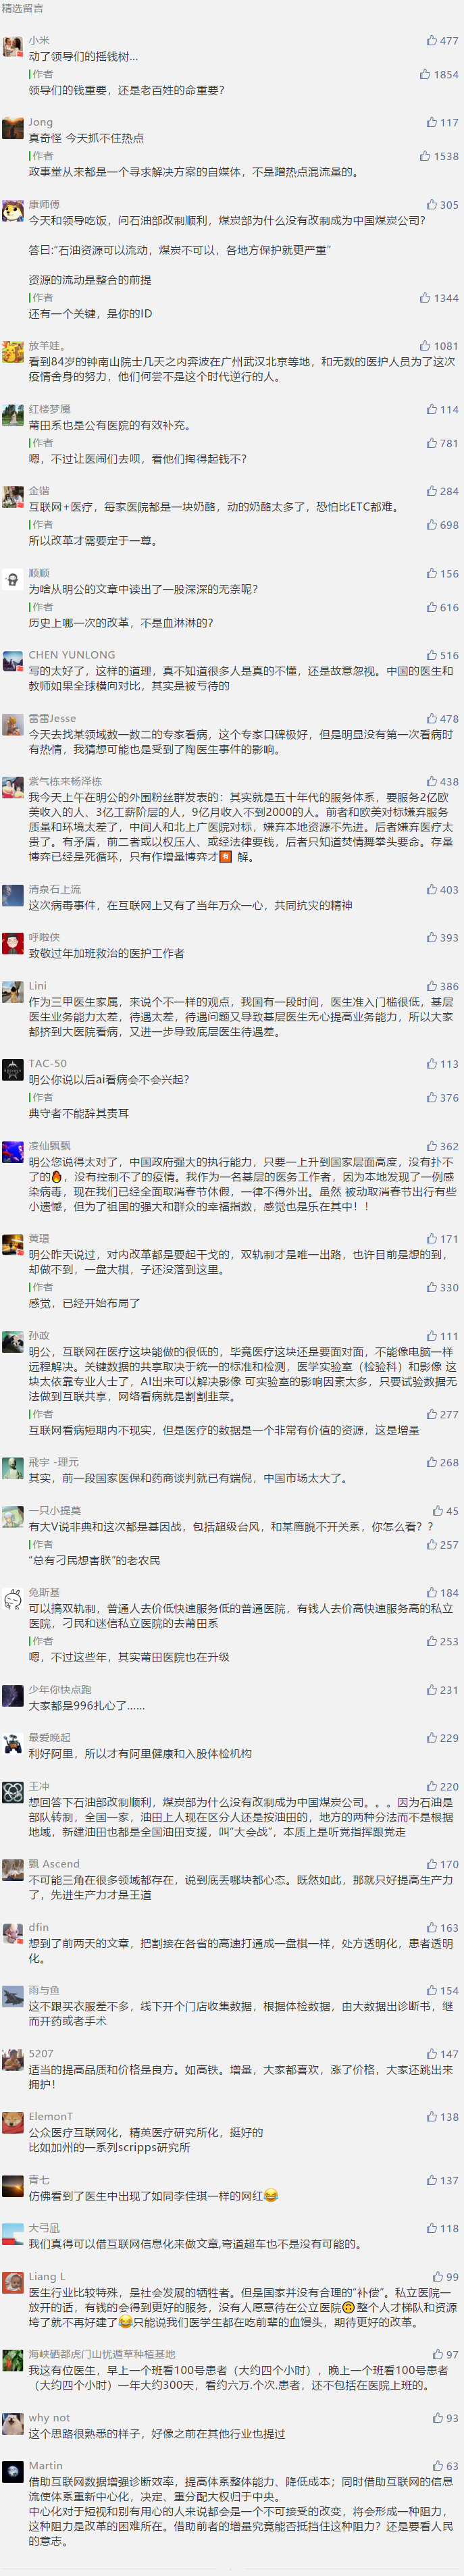 精选留言
小米
477
动了领导们的摇钱树...
作者
1854
领导们的钱重要，还是老百姓的命重要？
Jong
117
真奇怪 今天抓不住热点
作者
1538
政事堂从来都是一个寻求解决方案的自媒体，不是蹭热点混流量的。
康师傅
305
今天和领导吃饭，问石油部改制顺利，煤炭部为什么没有改制成为中国煤炭公司？
答曰:“石油资源可以流动，煤炭不可以，各地方保护就更严重”
资源的流动是整合的前提
作者
1344
还有一个关键，是你的ID
放羊娃。
1081
看到84岁的钟南山院士几天之内奔波在广州武汉北京等地，和无数的医护人员为了这次
疫情舍身的努力，他们何尝不是这个时代逆行的人。
红楼梦魇
114
莆田系也是公有医院的有效补充。
作者
781
嗯，不过让医闹们去呗，看他们掏得起钱不？
金锴
284
互联网+医疗，每家医院都是一块奶酪，动的奶酪太多了，恐怕比ETC都难。
作者
698
所以改革才需要定于一尊。
顺顺
156
为啥从明公的文章中读出了一股深深的无奈呢？
作者
616
历史上哪一次的改革，不是血淋淋的？
CHEN YUNLONG
516
写的太好了，这样的道理，真不知道很多人是真的不懂，还是故意忽视。中国的医生和
教师如果全球横向对比，其实是被亏待的
雷雷Jesse
478
今天去找某领域数一数二的专家看病，这个专家口碑极好，但是明显没有第一次看病时
有热情，我猜想可能也是受到了陶医生事件的影响。
紫气栋来杨泽栋
438
我今天上午在明公的外围粉丝群发表的：其实就是五十年代的服务体系，要服务2亿欧
美收入的人、3亿工薪阶层的人，9亿月收入不到2000的人。前者和欧美对标嫌弃服务
质量和环境太差了，中间人和北上广医院对标，嫌弃本地资源不先进。后者嫌弃医疗太
贵了。有矛盾，前二者或以权压人、或经法律要钱，后者只知道焚情舞拳头要命。存量
博弈已经是死循环，只有作增量博弈才🈶 解。
清泉石上流
403
这次病毒事件，在互联网上又有了当年万众一心，共同抗灾的精神
呼啦侠
393
致敬过年加班救治的医护工作者
Lini
386
作为三甲医生家属，来说个不一样的观点，我国有一段时间，医生准入门槛很低，基层
医生业务能力太差，待遇太差，待遇问题又导致基层医生无心提高业务能力，所以大家
都挤到大医院看病，又进一步导致底层医生待遇差。
TAC-50
113
明公你说以后ai看病会不会兴起？
作者
376
典守者不能辞其责耳
凌仙飘飘
362
明公您说得太对了，中国政府强大的执行能力，只要一上升到国家层面高度，没有扑不
了的🔥，没有控制不了的疫情。我作为一名基层的医务工作者，因为本地发现了一例感
染病毒，现在我们已经全面取消春节休假，一律不得外出。虽然 被动取消春节出行有些
小遗憾，但为了祖国的强大和群众的幸福指数，感觉也是乐在其中！！
黄璟
171
明公昨天说过，对内改革都是要起干戈的，双轨制才是唯一出路，也许目前是想的到，
却做不到，一盘大棋，子还没落到这里。
作者
330
感觉，已经开始布局了
孙政
111
明公，互联网在医疗这块能做的很低的，毕竟医疗这块还是要面对面，不能像电脑一样
远程解决。关键数据的共享取决于统一的标准和检测，医学实验室（检验科）和影像 这
块太依靠专业人士了，AI出来可以解决影像 可实验室的影响因素太多，只要试验数据无
法做到互联共享，网络看病就是割割韭菜。
作者
277
互联网看病短期内不现实，但是医疗的数据是一个非常有价值的资源，这是增量
飛宇 -理元
268
其实，前一段国家医保和药商谈判就已有端倪，中国市场太大了。
一只小提莫
45
有大V说非典和这次都是基因战，包括超级台风，和某鹰脱不开关系，你怎么看？？
作者
257
“总有刁民想害朕”的老农民
兔斯基
184
可以搞双轨制，普通人去价低快速服务低的普通医院，有钱人去价高快速服务高的私立
医院，刁民和迷信私立医院的去莆田系
作者
253
嗯，不过这些年，其实莆田医院也在升级
少年你快点跑
231
大家都是996扎心了......
最爱晚起
229
利好阿里，所以才有阿里健康和入股体检机构
王冲
220
想回答下石油部改制顺利，煤炭部为什么没有改制成为中国煤炭公司。。。因为石油是
部队转制，全国一家，油田上人现在区分人还是按油田的，地方的两种分法而不是根据
地域，新建油田也都是全国油田支援，叫“大会战”，本质上是听党指挥跟党走
飘 Ascend
170
不可能三角在很多领域都存在，说到底丢哪块都心态。既然如此，那就只好提高生产力
了，先进生产力才是王道
dfin
163
想到了前两天的文章，把割接在各省的高速打通成一盘棋一样，处方透明化，患者透明
化。
雨与鱼
154
这不跟买衣服差不多，线下开个门店收集数据，根据体检数据，由大数据出诊断书，继
而开药或者手术
5207
147
适当的提高品质和价格是良方。如高铁。增量，大家都喜欢，涨了价格，大家还跳出来
拥护！
ElemonT
138
公众医疗互联网化，精英医疗研究所化，挺好的
比如加州的一系列scripps研究所
青七
137
仿佛看到了医生中出现了如同李佳琪一样的网红😂
大弓凪
118
我们真得可以借互联网信息化来做文章,弯道超车也不是没有可能的。
Liang L
99
医生行业比较特殊，是社会发展的牺牲者。但是国家并没有合理的“补偿”。私立医院一
放开的话，有钱的会得到更好的服务，没有人愿意待在公立医院🙃整个人才梯队和资源
垮了就不再好建了😂只能说我们医学生都在吃前辈的血馒头，期待更好的改革。
海峡硒都虎门山忧遁草种植基地
97
我这有位医生，早上一个班看100号患者（大约四个小时），晚上一个班看100号患者
（大约四个小时）一年大约300天，看约六万.个次.患者，还不包括在医院上班的。
why not
93
这个思路很熟悉的样子，好像之前在其他行业也提过
Martin
63
借助互联网数据增强诊断效率，提高体系整体能力、降低成本；同时借助互联网的信息
流使体系重新中心化，决定、重分配大权归于中央。
中心化对于短视和别有用心的人来说都会是一个不可接受的改变，将会形成一种阻力，
这种阻力是改革的困难所在。借助前者的增量究竟能否抵挡住这种阻力？还是要看人民
的意志。